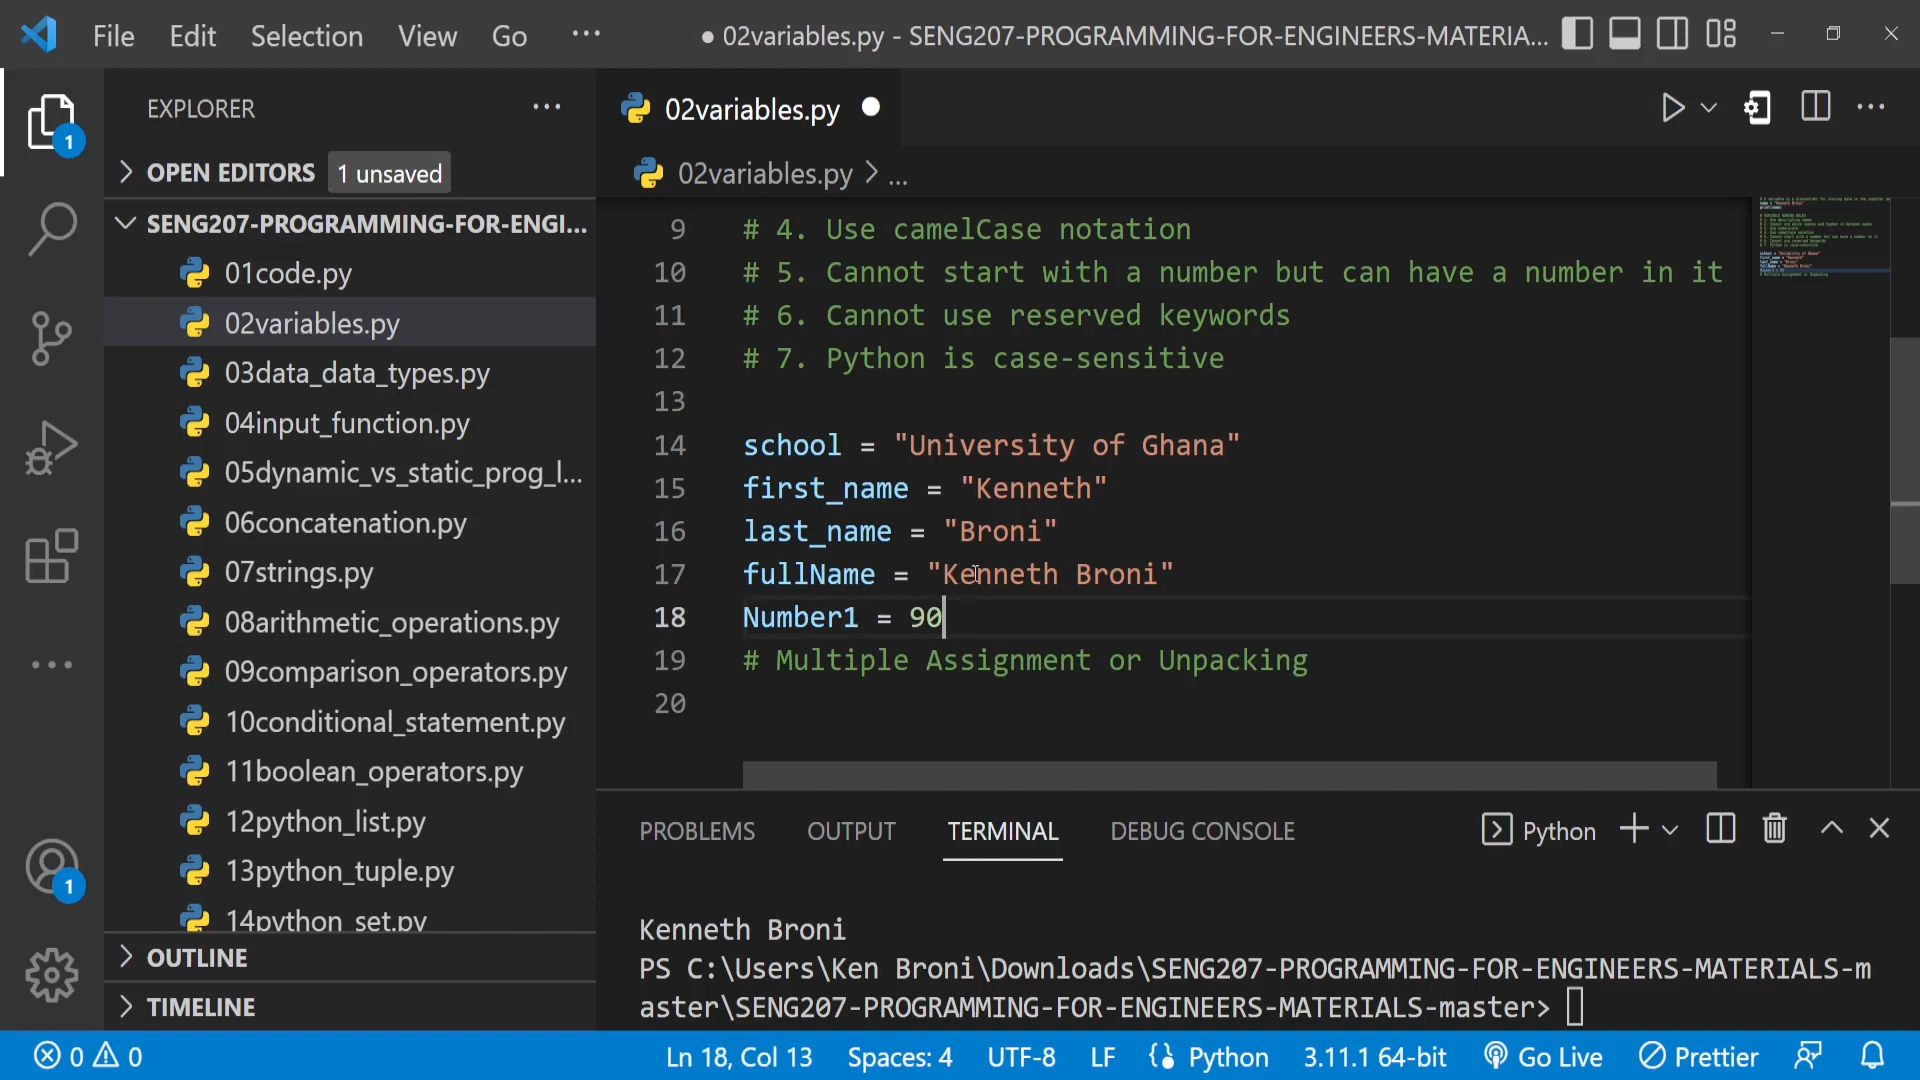 File Edit Selection View Go ··· ● 02variables.py - SENG207-PROGRAMMING-FOR-ENGINEERS-MATERIA...
EXPLORER ···
OPEN EDITORS 1 unsaved
SENG207-PROGRAMMING-FOR-ENGI...
01code.py
02variables.py
03data_data_types.py
04input_function.py
05dynamic_vs_static_prog_l...
06concatenation.py
07strings.py
08arithmetic_operations.py
09comparison_operators.py
10conditional_statement.py
11boolean_operators.py
12python_list.py
13python_tuple.py
14python_set.py
OUTLINE
TIMELINE
1
1
02variables.py ●
02variables.py > ...
9 # 4. Use camelCase notation
10 # 5. Cannot start with a number but can have a number in it
11 # 6. Cannot use reserved keywords
12 # 7. Python is case-sensitive
13
14 school = "University of Ghana"
15 first_name = "Kenneth"
16 last_name = "Broni"
17 fullName = "Kenneth Broni"
18 Number1 = 90
19 # Multiple Assignment or Unpacking
20
PROBLEMS OUTPUT TERMINAL DEBUG CONSOLE Python
Kenneth Broni
PS C:\Users\Ken Broni\Downloads\SENG207-PROGRAMMING-FOR-ENGINEERS-MATERIALS-m
aster\SENG207-PROGRAMMING-FOR-ENGINEERS-MATERIALS-master>
0 0 Ln 18, Col 13 Spaces: 4 UTF-8 LF Python 3.11.1 64-bit Go Live Prettier